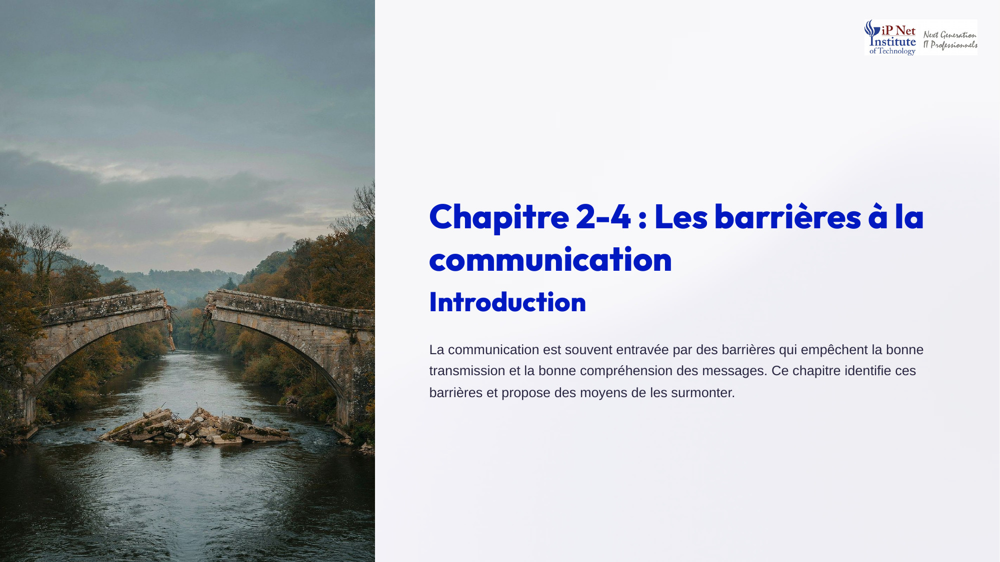 iP Net
Institute
of Technology
Next Generation
IT Professionnels
Chapitre 2-4 : Les barrières à la
communication
Introduction
La communication est souvent entravée par des barrières qui empêchent la bonne
transmission et la bonne compréhension des messages. Ce chapitre identifie ces
barrières et propose des moyens de les surmonter.